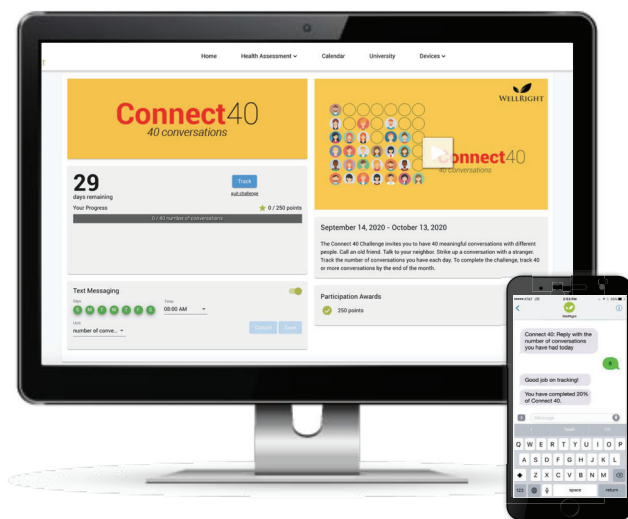 Home Health Assessment Calendar University Devices
Connect40
40 conversations
WELLRIGHT
Connect40
40 conversations
29
days remaining
Track
quit challenge
Your Progress
0 / 250 points
0 / 40 number of conversations
September 14, 2020 - October 13, 2020
The Connect 40 Challenge invites you to have 40 meaningful conversations with different
people. Call an old friend. Talk to your neighbor. Strike up a conversation with a stranger.
Track the number of conversations you have each day. To complete the challenge, track 40
or more conversations by the end of the month.
Text Messaging
Days
S M T W T F S
Time
08:00 AM
Unit
number of conve...
Cancel Save
Participation Awards
250 points
WellRight
Connect 40: Reply with the
number of conversations
you have had today
Good job on tracking!
You have completed 20%
of Connect 40.
iMessage
Q W E R T Y U I O P
A S D F G H J K L
Z X C V B N M
123 space return